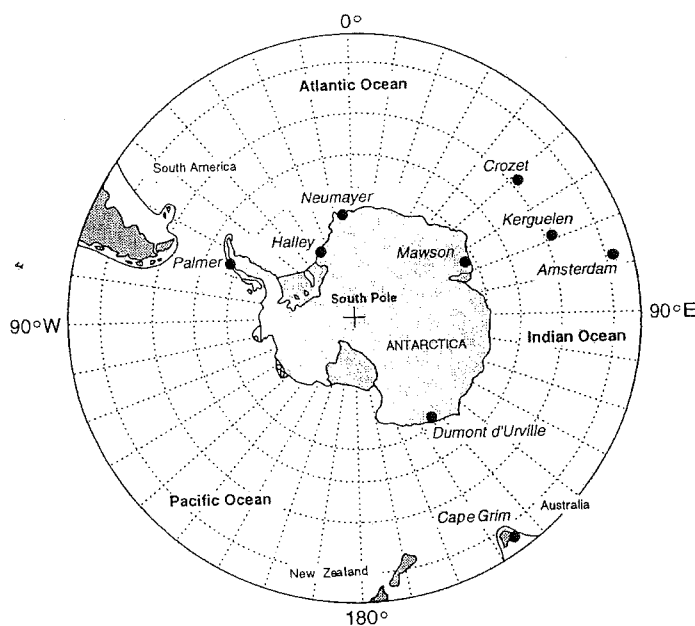 0°
Atlantic Ocean
South America
Crozet
Neumayer
Kerguelen
Halley
Mawson
Palmer
Amsterdam
South Pole
90°W
90°E
ANTARCTICA
Indian Ocean
Dumont d'Urville
Pacific Ocean
Australia
Cape Grim
New Zealand
180°